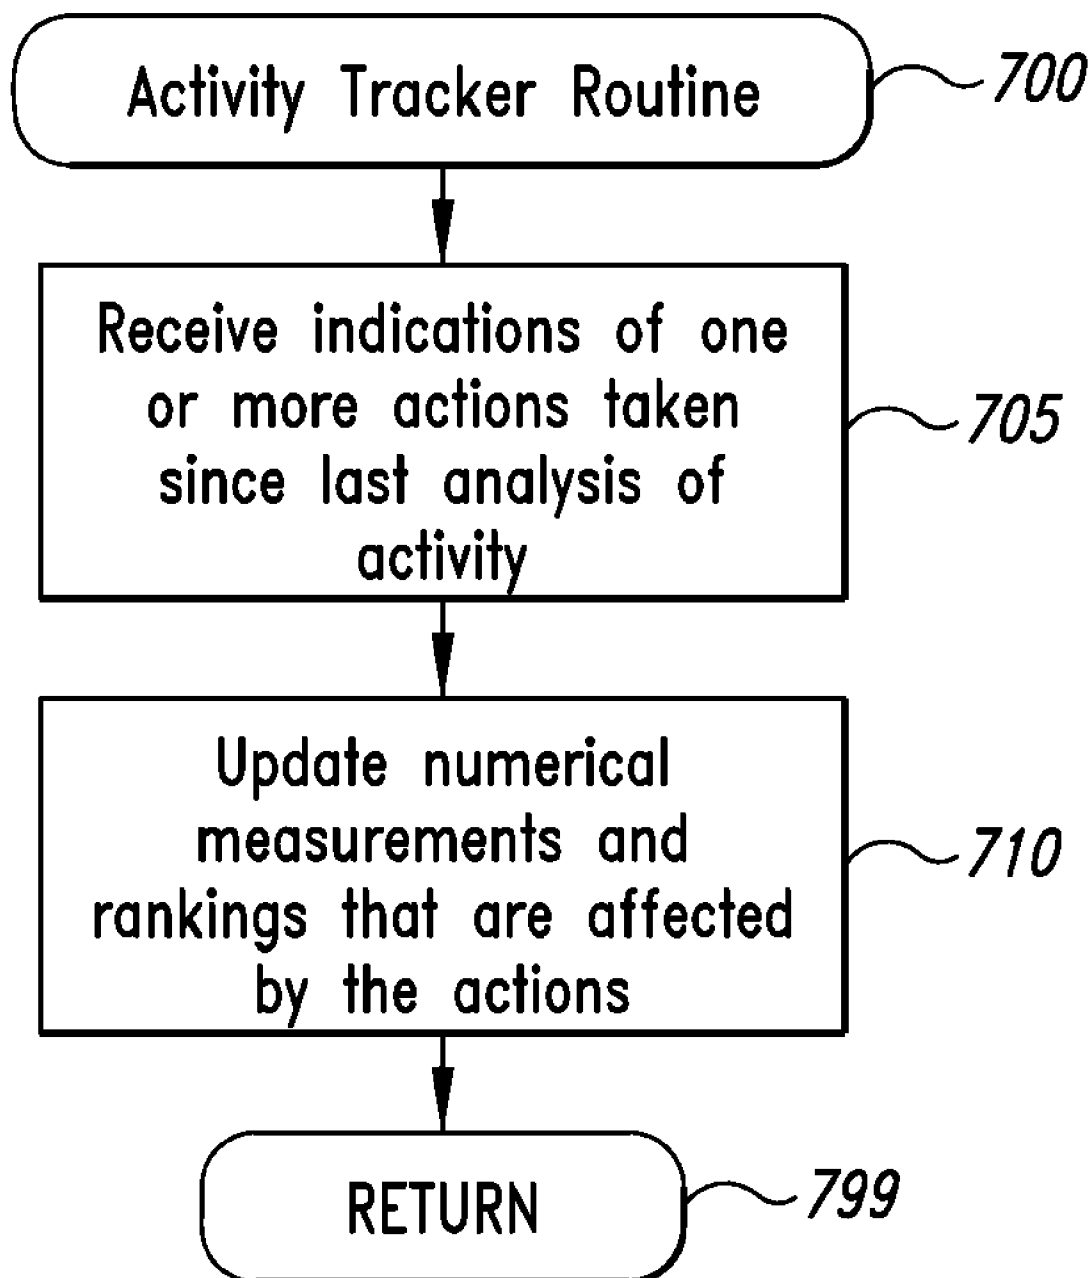 Activity Tracker Routine
700
Receive indications of one
or more actions taken
since last analysis of
activity
705
Update numerical
measurements and
rankings that are affected
by the actions
710
RETURN
799